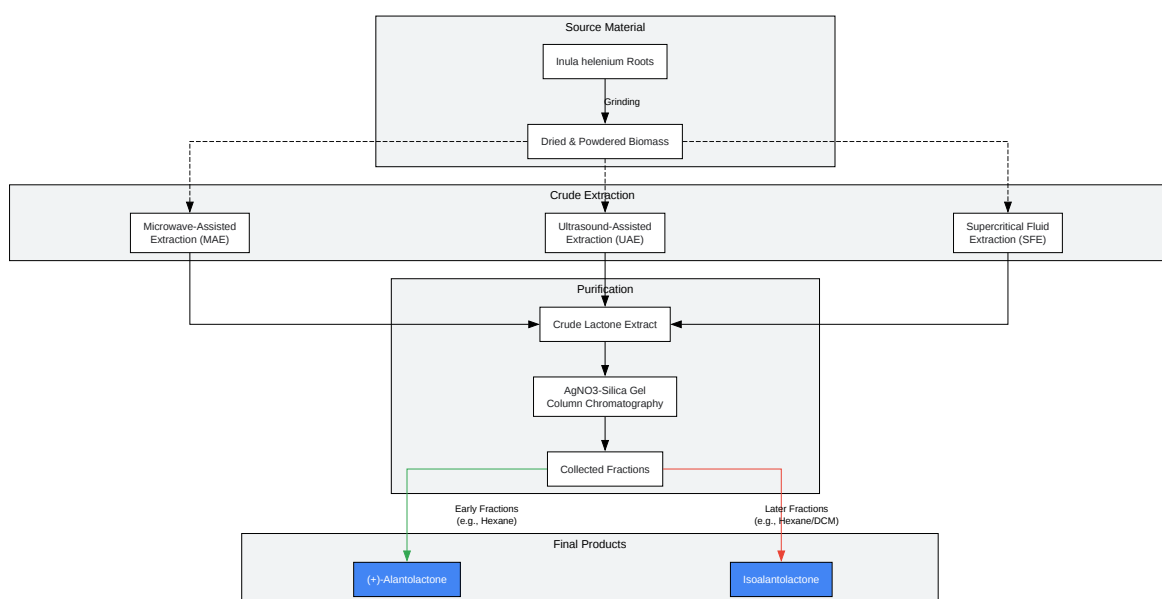 Source Material
Inula helenium Roots
Grinding
Dried & Powdered Biomass
Crude Extraction
Microwave-Assisted
Extraction (MAE)
Ultrasound-Assisted
Extraction (UAE)
Supercritical Fluid
Extraction (SFE)
Purification
Crude Lactone Extract
AgNO3-Silica Gel
Column Chromatography
Collected Fractions
Early Fractions
(e.g., Hexane)
Later Fractions
(e.g., Hexane/DCM)
Final Products
(+)-Alantolactone
Isoalantolactone